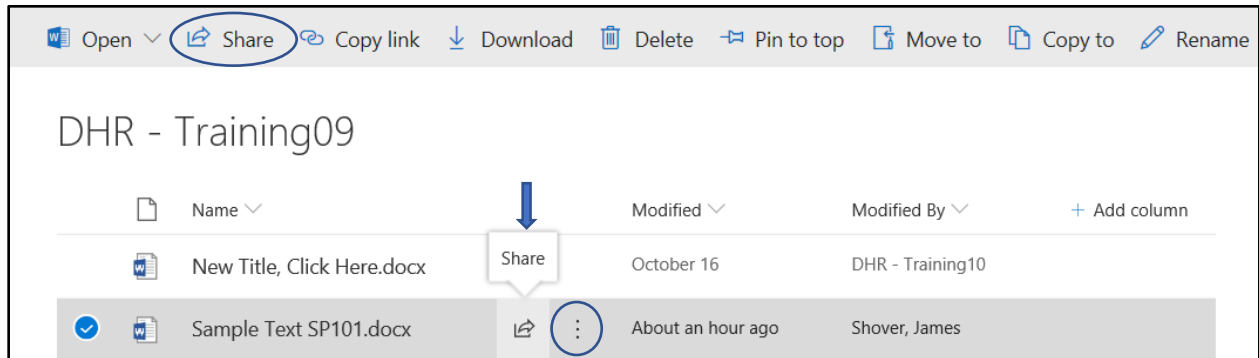 Open Share Copy link Download Delete Pin to top Move to Copy to Rename
DHR - Training09
Name Modified Modified By + Add column
Share
New Title, Click Here.docx October 16 DHR - Training10
Sample Text SP101.docx About an hour ago Shover, James